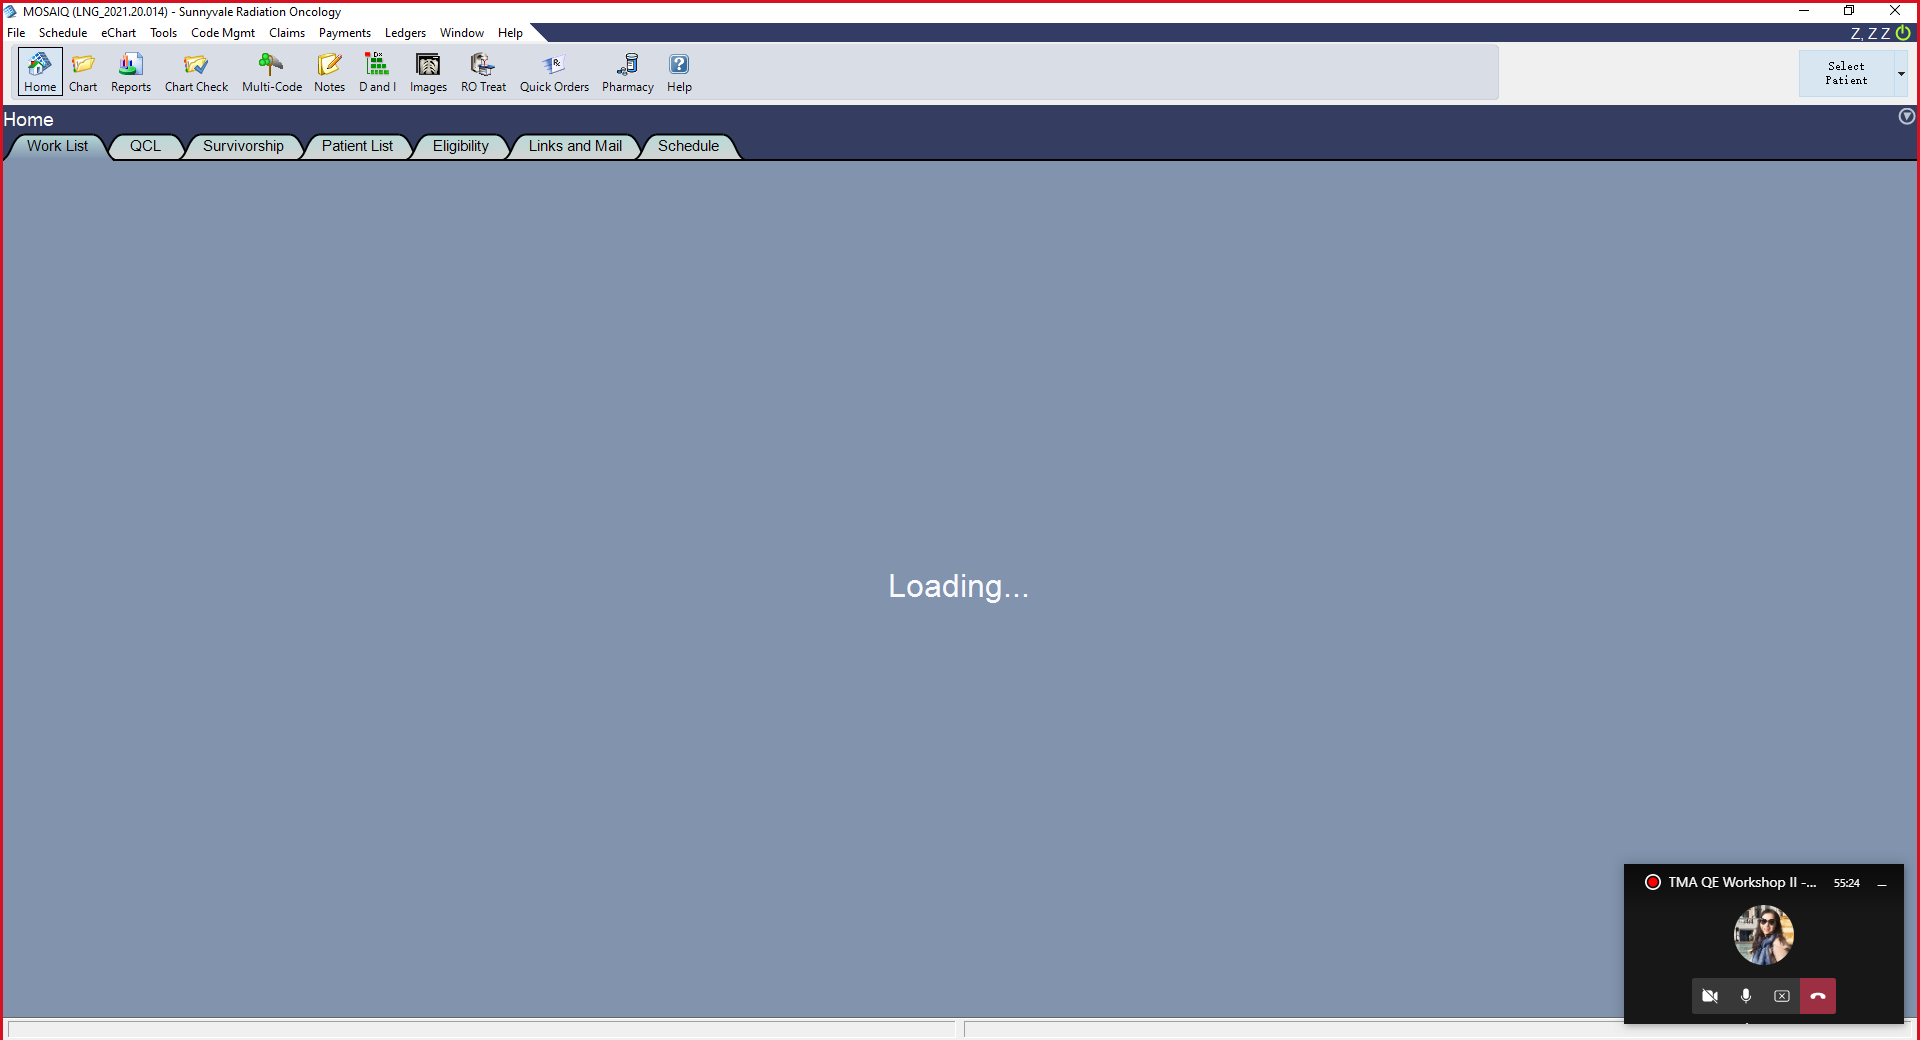 MOSAIQ (LNG_2021.20.014) - Sunnyvale Radiation Oncology
File Schedule eChart Tools Code Mgmt Claims Payments Ledgers Window Help
Z, Z Z
Home Chart Reports Chart Check Multi-Code Notes D and I Images RO Treat Quick Orders Pharmacy Help
Select
Patient
Home
Work List QCL Survivorship Patient List Eligibility Links and Mail Schedule
Loading...
TMA QE Workshop II -... 55:24